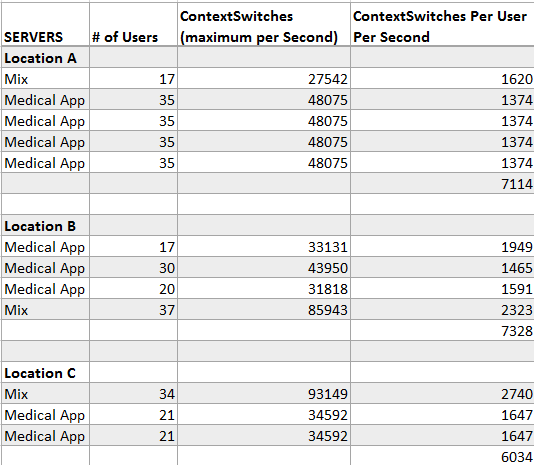 SERVERS # of Users ContextSwitches (maximum per Second) ContextSwitches Per User Per Second
Location A
Mix 17 27542 1620
Medical App 35 48075 1374
Medical App 35 48075 1374
Medical App 35 48075 1374
Medical App 35 48075 1374
7114
Location B
Medical App 17 33131 1949
Medical App 30 43950 1465
Medical App 20 31818 1591
Mix 37 85943 2323
7328
Location C
Mix 34 93149 2740
Medical App 21 34592 1647
Medical App 21 34592 1647
6034